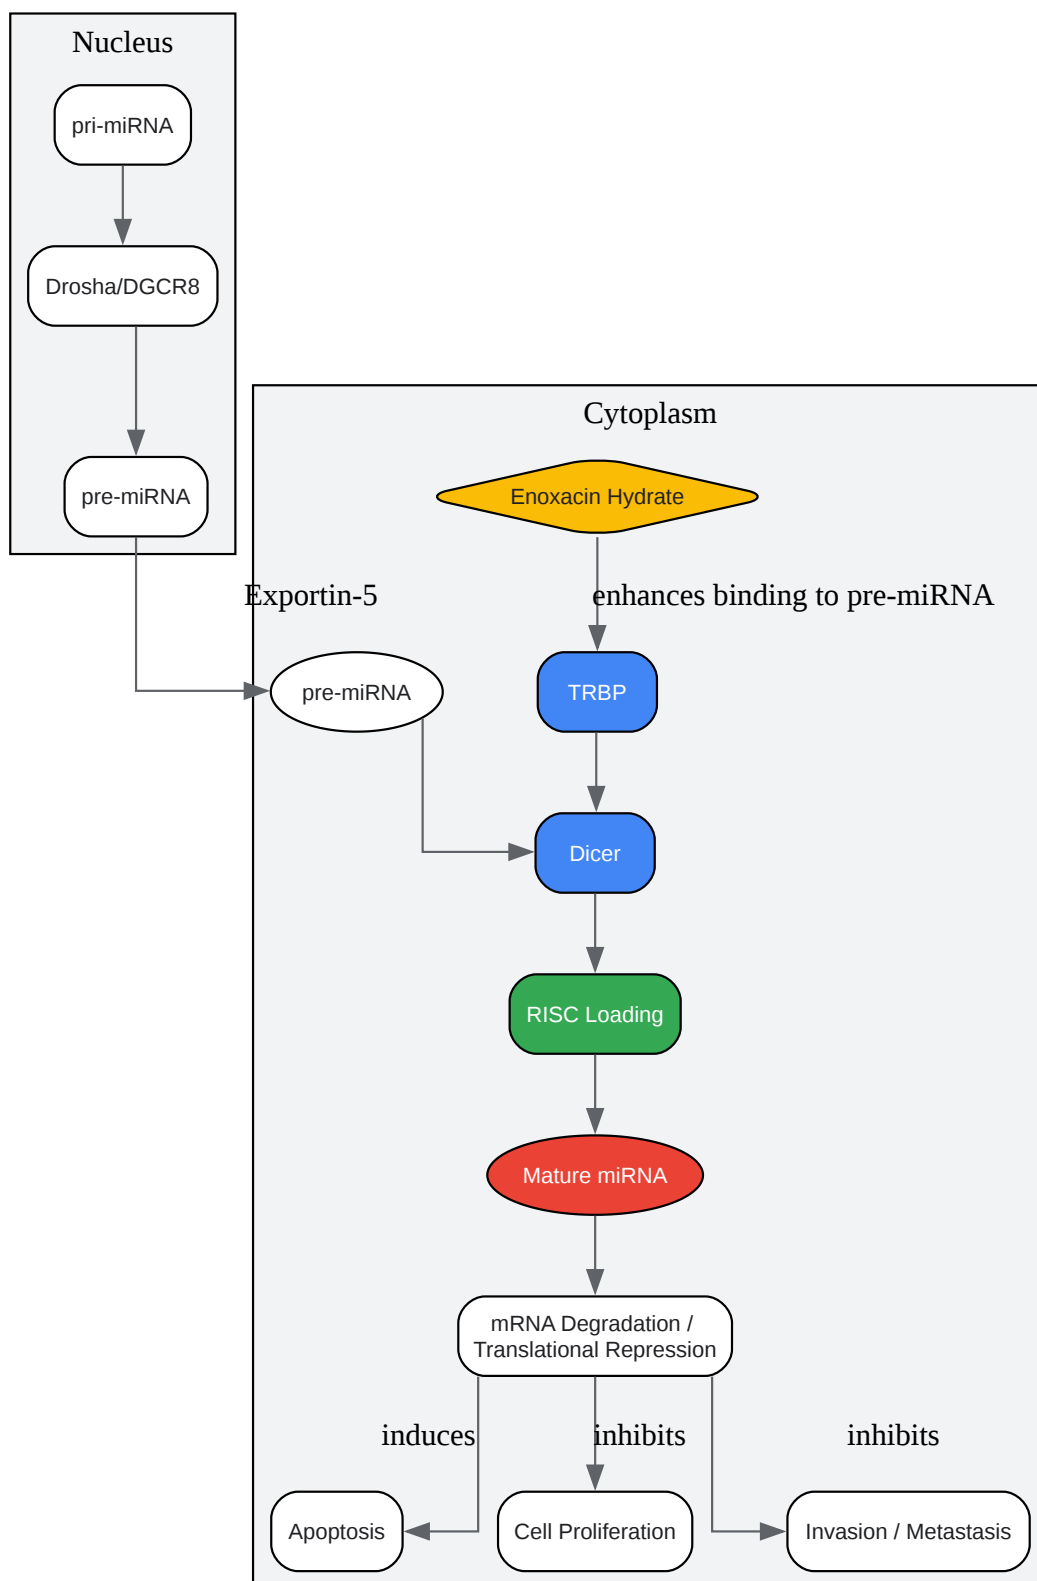 Nucleus
pri-miRNA
Drosha/DGCR8
pre-miRNA
Cytoplasm
Enoxacin Hydrate
Exportin-5
enhances binding to pre-miRNA
pre-miRNA
TRBP
Dicer
RISC Loading
Mature miRNA
mRNA Degradation /
Translational Repression
induces
inhibits
inhibits
Apoptosis
Cell Proliferation
Invasion / Metastasis